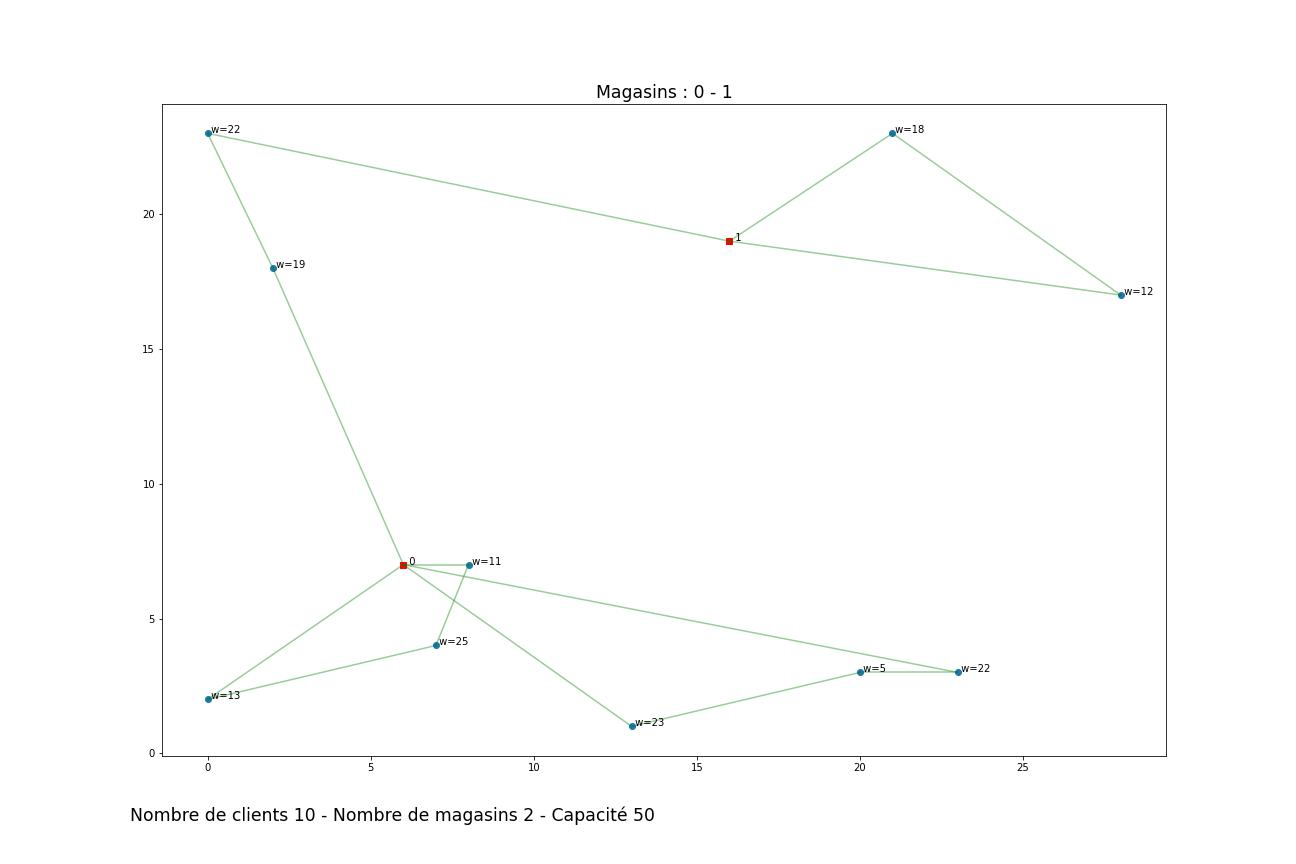 Magasins : 0 - 1
w=22
w=18
1
w=19
w=12
0
w=11
w=25
w=5
w=22
w=13
w=23
20
15
10
5
0
0
5
10
15
20
25
Nombre de clients 10 - Nombre de magasins 2 - Capacité 50